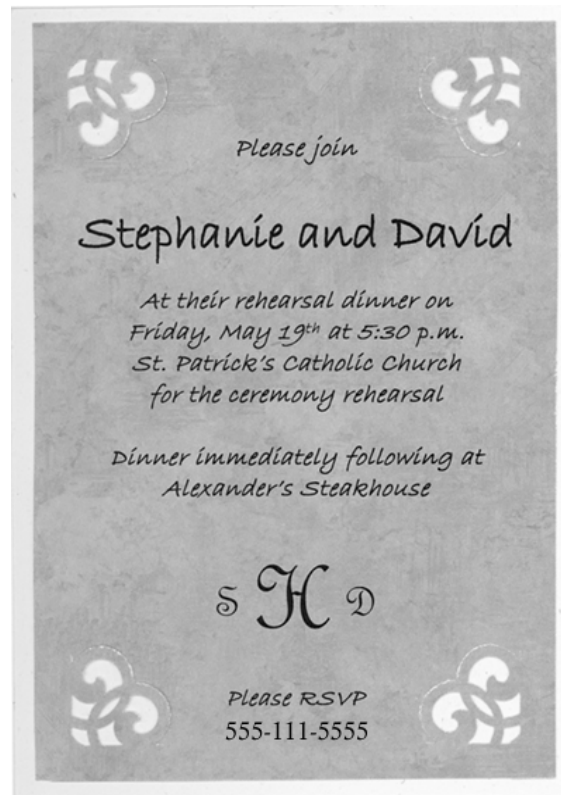 Please join
Stephanie and David
At their rehearsal dinner on
Friday, May 19th at 5:30 p.m.
St. Patrick's Catholic Church
for the ceremony rehearsal
Dinner immediately following at
Alexander's Steakhouse
S H D
Please RSVP
555-111-5555